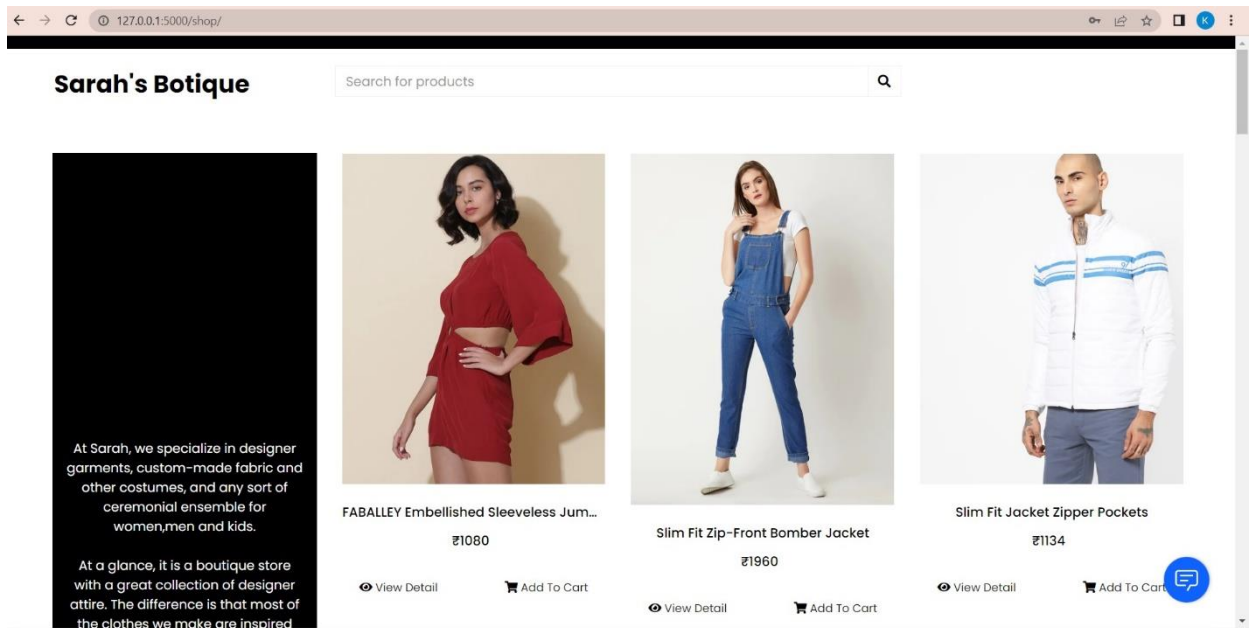 127.0.0.1:5000/shop/
K
Sarah's Botique
Search for products
At Sarah, we specialize in designer
garments, custom-made fabric and
other costumes, and any sort of
ceremonial ensemble for
women,men and kids.
At a glance, it is a boutique store
with a great collection of designer
attire. The difference is that most of
the clothes we make are inspired
FABALLEY Embellished Sleeveless Jum...
₹1080
View Detail
Add To Cart
Slim Fit Zip-Front Bomber Jacket
₹1960
View Detail
Add To Cart
Slim Fit Jacket Zipper Pockets
₹1134
View Detail
Add To Cart